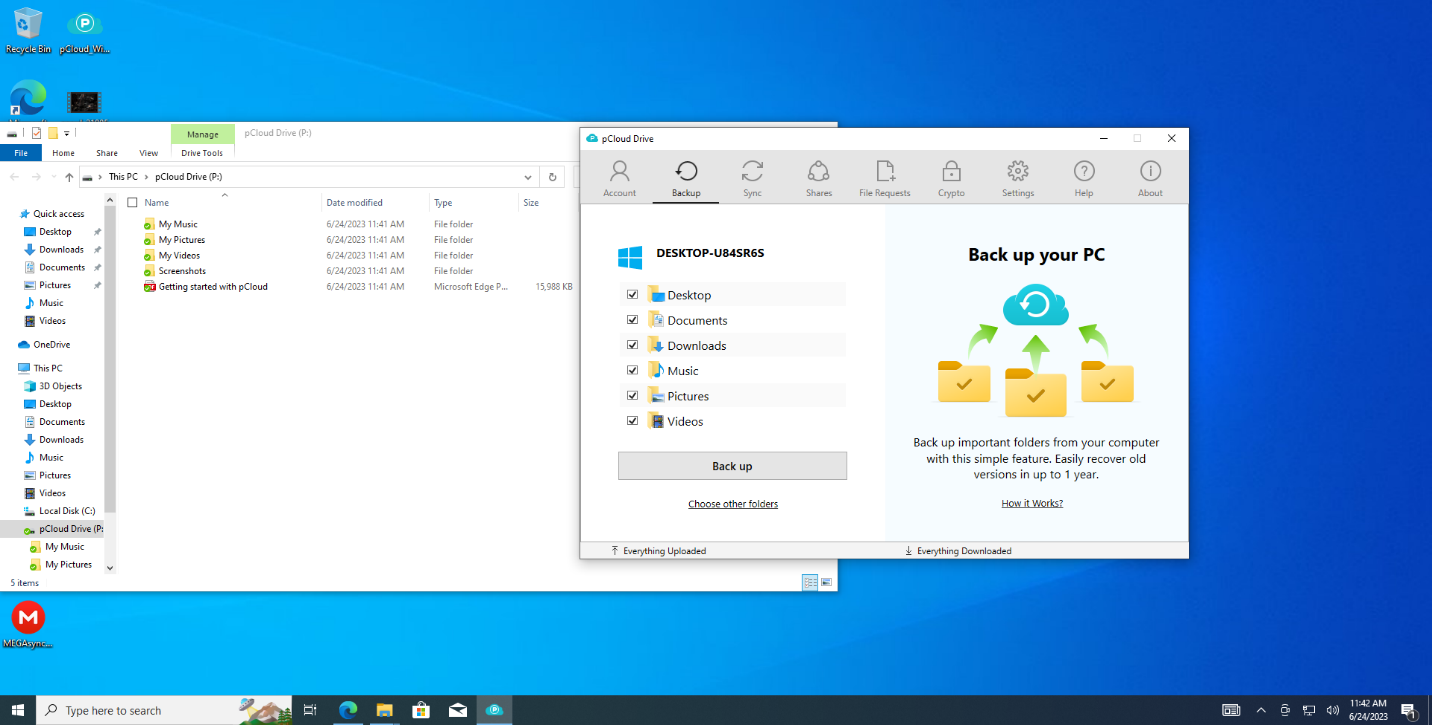 Recycle Bin
pCloud_Wi...
Manage
pCloud Drive (P:)
File
Home
Share
View
Drive Tools
This PC
pCloud Drive (P:)
Name
Date modified
Type
Size
Quick access
Desktop
Downloads
Documents
Pictures
Music
Videos
OneDrive
This PC
3D Objects
Desktop
Documents
Downloads
Music
Pictures
Videos
Local Disk (C:)
pCloud Drive (P:
My Music
My Pictures
My Music 6/24/2023 11:41 AM File folder
My Pictures 6/24/2023 11:41 AM File folder
My Videos 6/24/2023 11:41 AM File folder
Screenshots 6/24/2023 11:41 AM File folder
Getting started with pCloud 6/24/2023 11:41 AM Microsoft Edge P... 15,988 KB
5 items
pCloud Drive
Account
Backup
Sync
Shares
File Requests
Crypto
Settings
Help
About
DESKTOP-U84SR6S
Desktop
Documents
Downloads
Music
Pictures
Videos
Back up
Choose other folders
Back up your PC
Back up important folders from your computer
with this simple feature. Easily recover old
versions in up to 1 year.
How it Works?
Everything Uploaded
Everything Downloaded
M
MEGAsync...
Type here to search
11:42 AM
6/24/2023
1